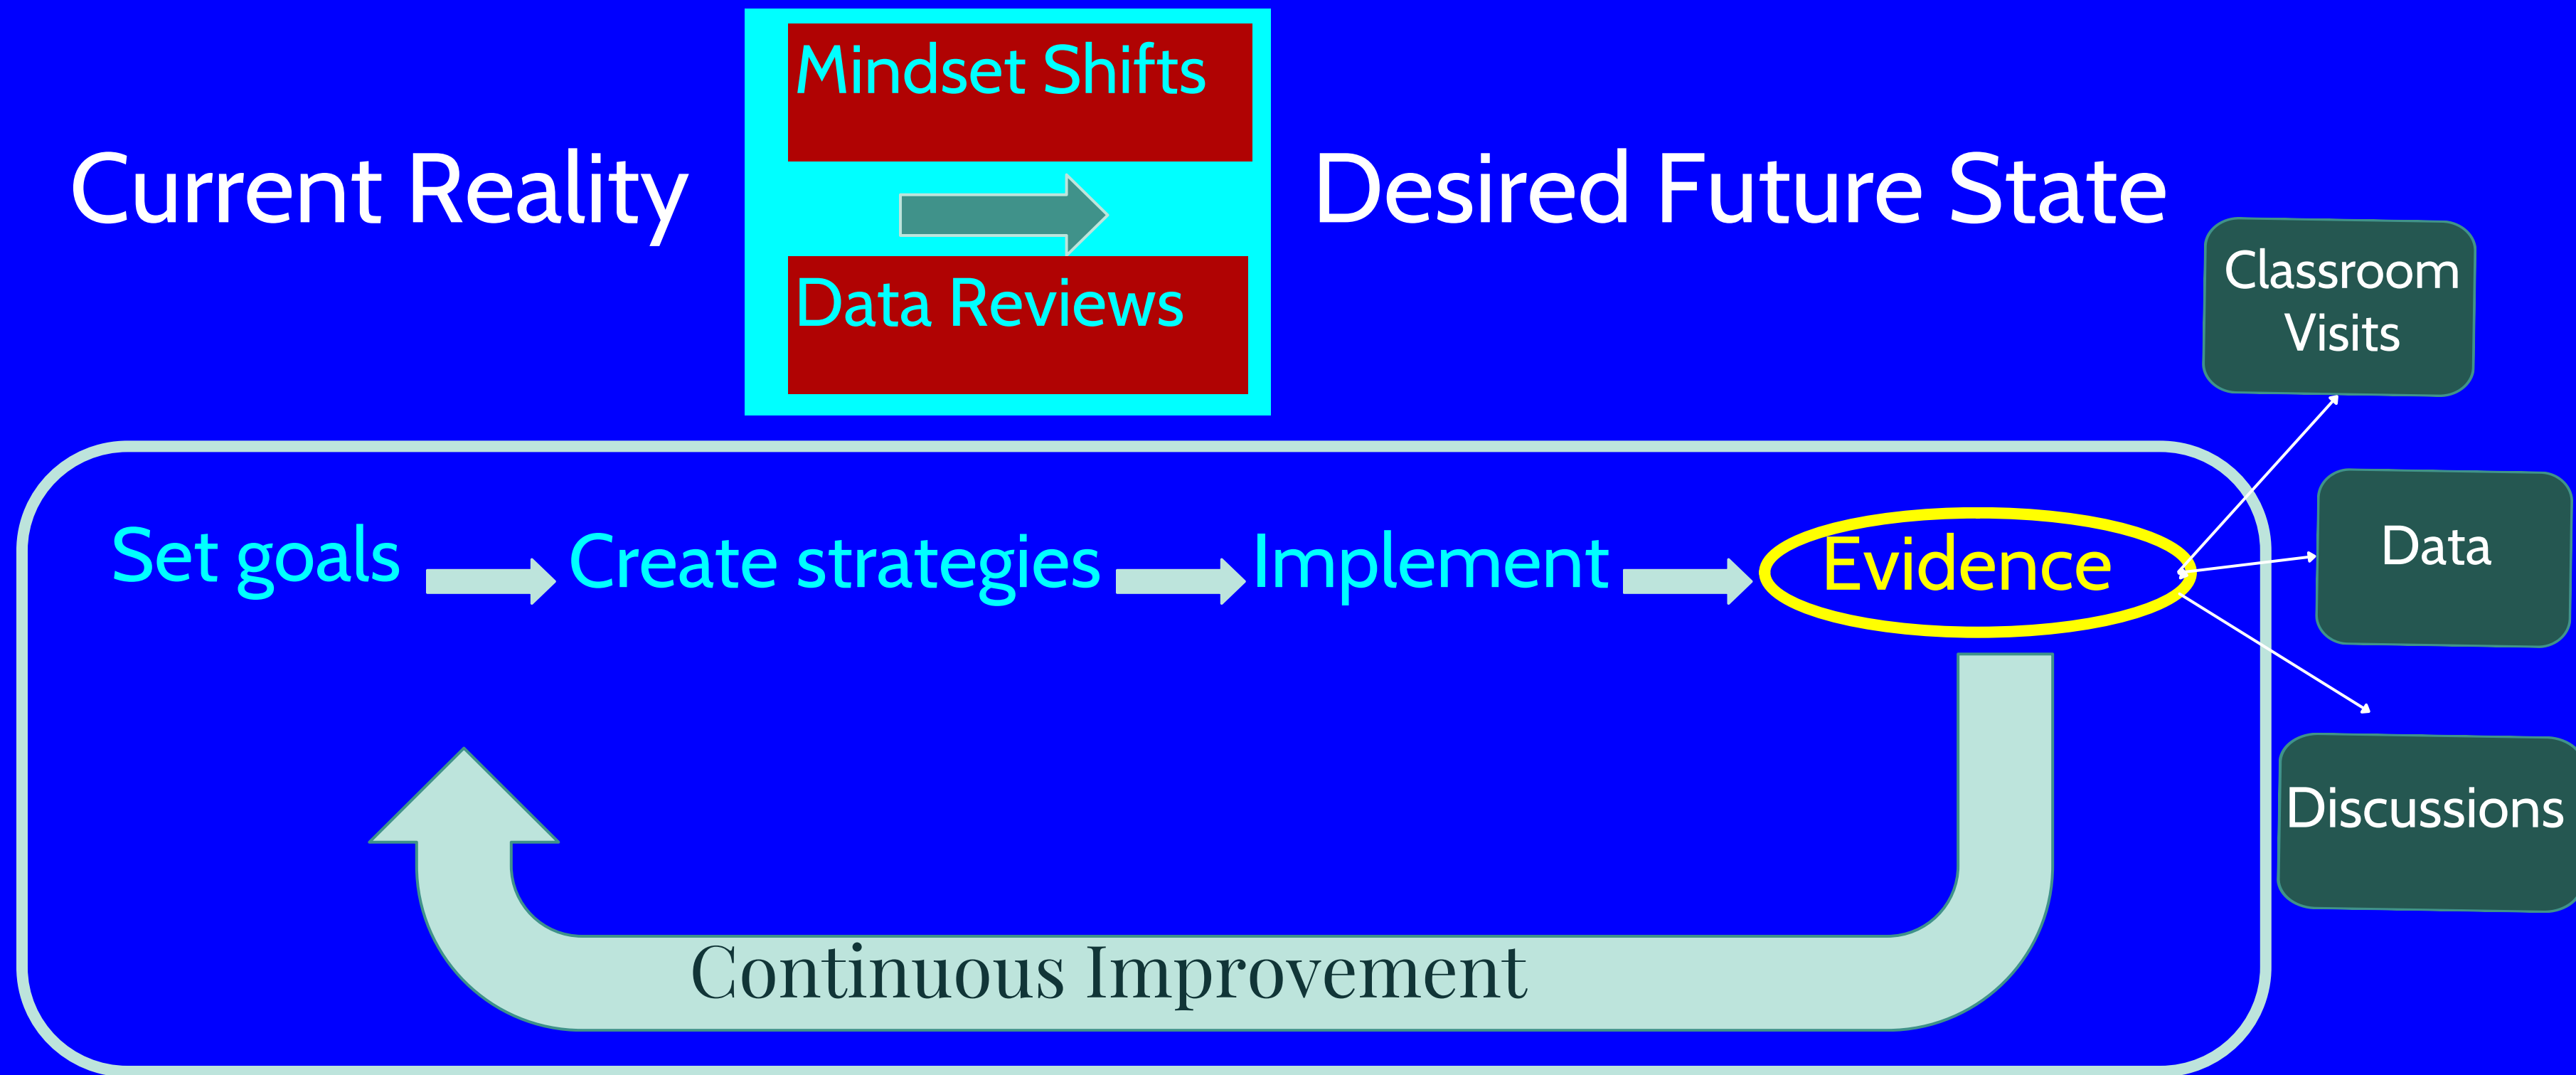 Mindset Shifts
Current Reality
Desired Future State
Data Reviews
Classroom
Visits
Set goals
Create strategies
Implement
Evidence
Data
Discussions
Continuous Improvement